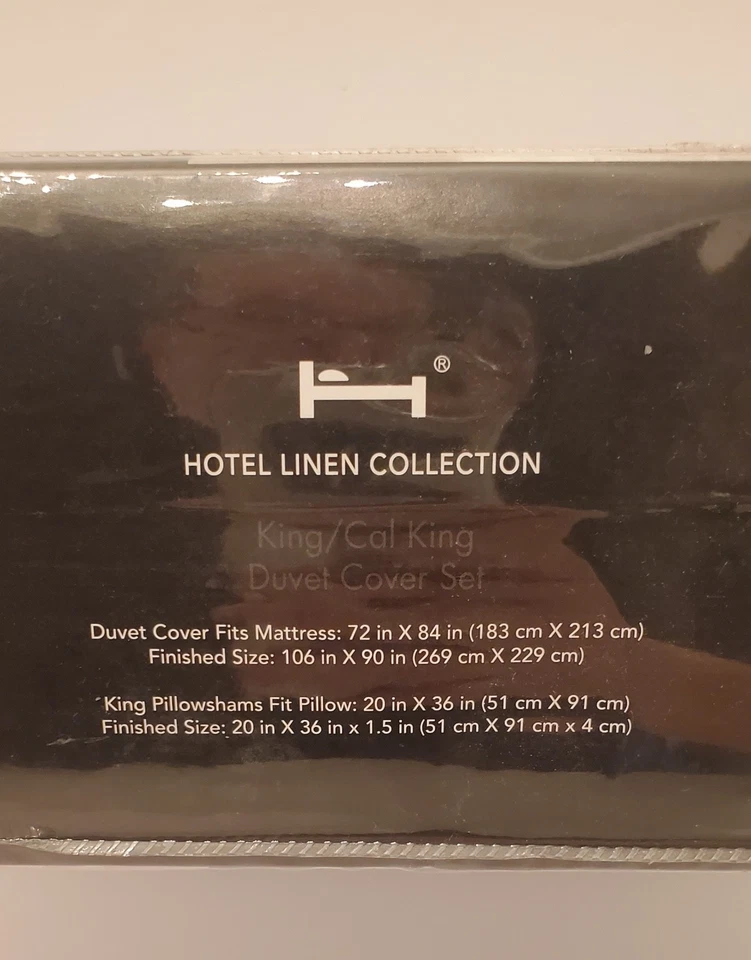 ®
HOTEL LINEN COLLECTION
King/Cal King
Duvet Cover Set
Duvet Cover Fits Mattress: 72 in X 84 in (183 cm X 213 cm)
Finished Size: 106 in X 90 in (269 cm X 229 cm)
King Pillowshams Fit Pillow: 20 in X 36 in (51 cm X 91 cm)
Finished Size: 20 in X 36 in x 1.5 in (51 cm X 91 cm x 4 cm)